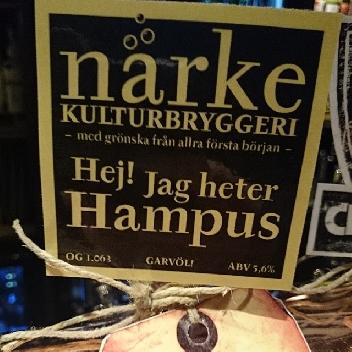 närke
KULTURBRYGGERI
– med grönska från allra första början –
Hej! Jag heter
Hampus
OG 1.063 GARVÖL! ABV 5,6%